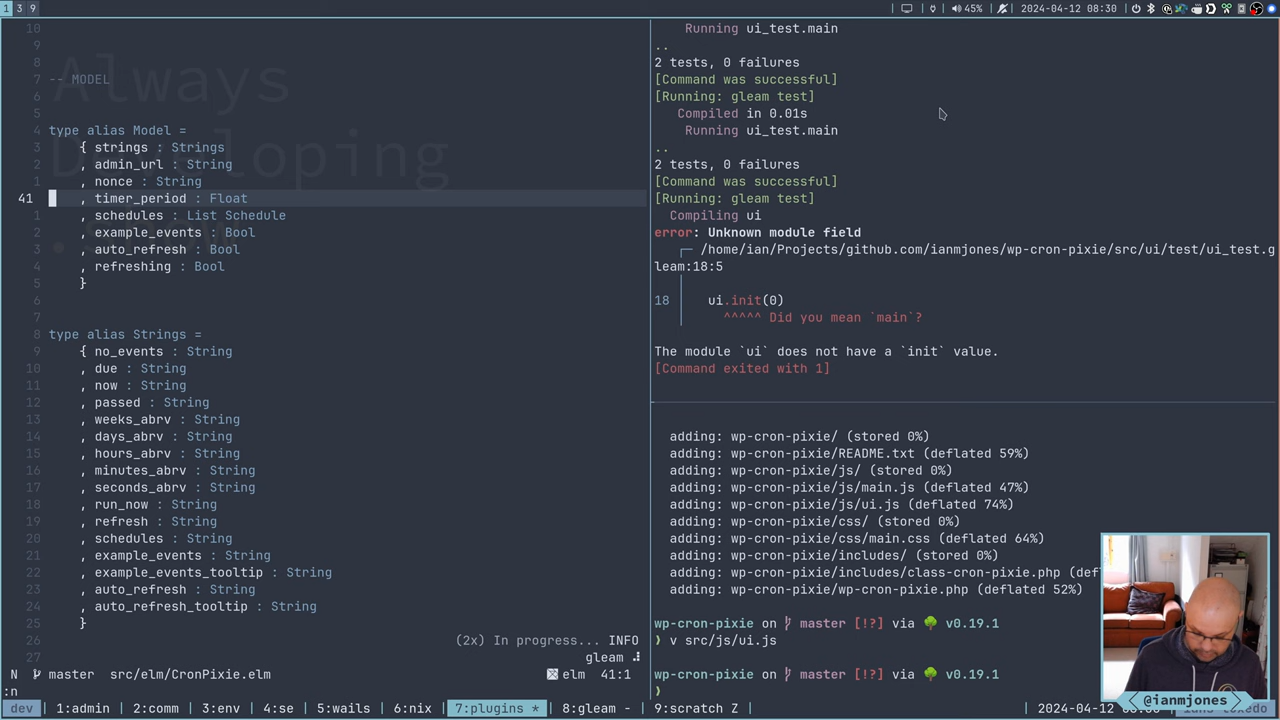 1 3 9
45% 2024-04-12 08:30
Always
Developing
10
9
8
7 -- MODEL
6
5
4 type alias Model =
3 { strings : Strings
2 , admin_url : String
1 , nonce : String
41 , timer_period : Float
1 , schedules : List Schedule
2 , example_events : Bool
3 , auto_refresh : Bool
4 , refreshing : Bool
5 }
6
7
8 type alias Strings =
9 { no_events : String
10 , due : String
11 , now : String
12 , passed : String
13 , weeks_abrv : String
14 , days_abrv : String
15 , hours_abrv : String
16 , minutes_abrv : String
17 , seconds_abrv : String
18 , run_now : String
19 , refresh : String
20 , schedules : String
21 , example_events : String
22 , example_events_tooltip : String
23 , auto_refresh : String
24 , auto_refresh_tooltip : String
25 }
26 (2x) In progress... INFO
27 gleam
N master src/elm/CronPixie.elm elm 41:1
:n
Running ui_test.main
..
2 tests, 0 failures
[Command was successful]
[Running: gleam test]
Compiled in 0.01s
Running ui_test.main
..
2 tests, 0 failures
[Command was successful]
[Running: gleam test]
Compiling ui
error: Unknown module field
┌─ /home/ian/Projects/github.com/ianmjones/wp-cron-pixie/src/ui/test/ui_test.g
leam:18:5
│
18 │ ui.init(0)
│ ^^^^^ Did you mean `main`?
The module `ui` does not have a `init` value.
[Command exited with 1]
adding: wp-cron-pixie/ (stored 0%)
adding: wp-cron-pixie/README.txt (deflated 59%)
adding: wp-cron-pixie/js/ (stored 0%)
adding: wp-cron-pixie/js/main.js (deflated 47%)
adding: wp-cron-pixie/js/ui.js (deflated 74%)
adding: wp-cron-pixie/css/ (stored 0%)
adding: wp-cron-pixie/css/main.css (deflated 64%)
adding: wp-cron-pixie/includes/ (stored 0%)
adding: wp-cron-pixie/includes/class-cron-pixie.php (def
adding: wp-cron-pixie/wp-cron-pixie.php (deflated 52%)
wp-cron-pixie on master [!?] via v0.19.1
❯ v src/js/ui.js
wp-cron-pixie on master [!?] via v0.19.1
❯
@ianmjones
dev 1:admin 2:comm 3:env 4:se 5:wails 6:nix 7:plugins * 8:gleam - 9:scratch Z 2024-04-12